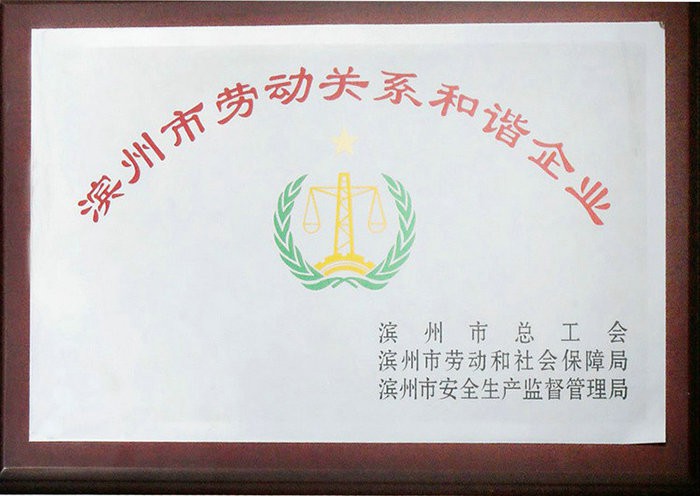 滨州市劳动关系和谐企业
滨州市总工会
滨州市劳动和社会保障局
滨州市安全生产监督管理局